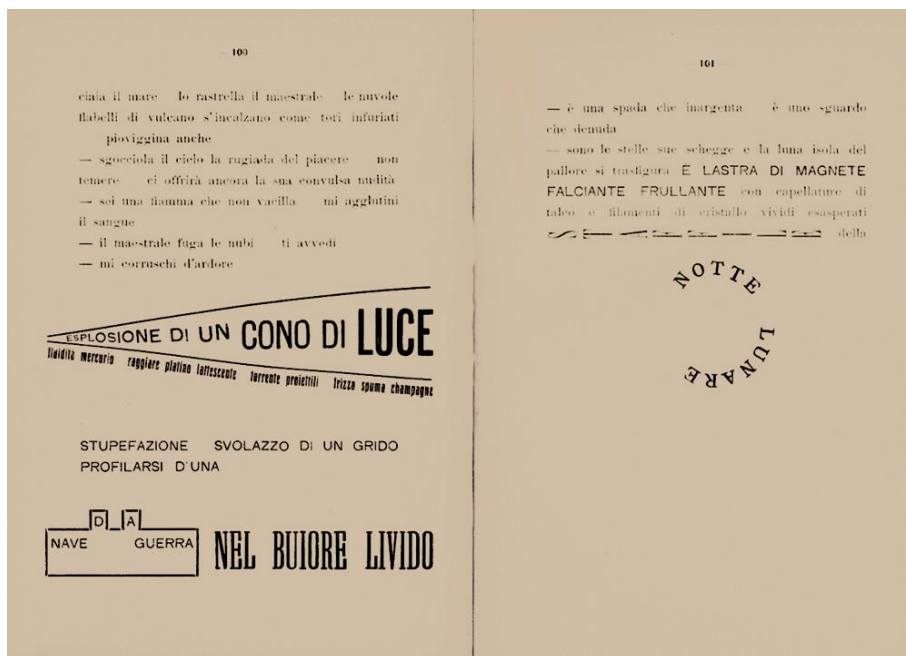 100
ciaia il mare lo rastrella il maestrale le nuvole
flabelli di vulcano s'incalzano come tori infuriati
pioviggina anche
— sgocciola il cielo la rugiada del piacere non
temere ci offrirà ancora la sua convulsa nudità
— sei una fiamma che non vacilla mi agglutini
il sangue
— il maestrale fuga le nubi ti avvedi
— mi corruschi d'ardore
ESPLOSIONE DI UN CONO DI LUCE
fluidità mercurio raggiare platino lattescente torrente proiettili frizzo spuma champagne
STUPEFAZIONE SVOLAZZO DI UN GRIDO
PROFILARSI D'UNA
DA
NAVE GUERRA
NEL BUIORE LIVIDO
101
— è una spada che inargenta è uno sguardo
che denuda
— sono le stelle sue schegge e la luna isola del
pallore si trasfigura È LASTRA DI MAGNETE
FALCIANTE FRULLANTE con capellature di
talco e filamenti di cristallo vividi esasperati
della
NOTTE
LUNARE